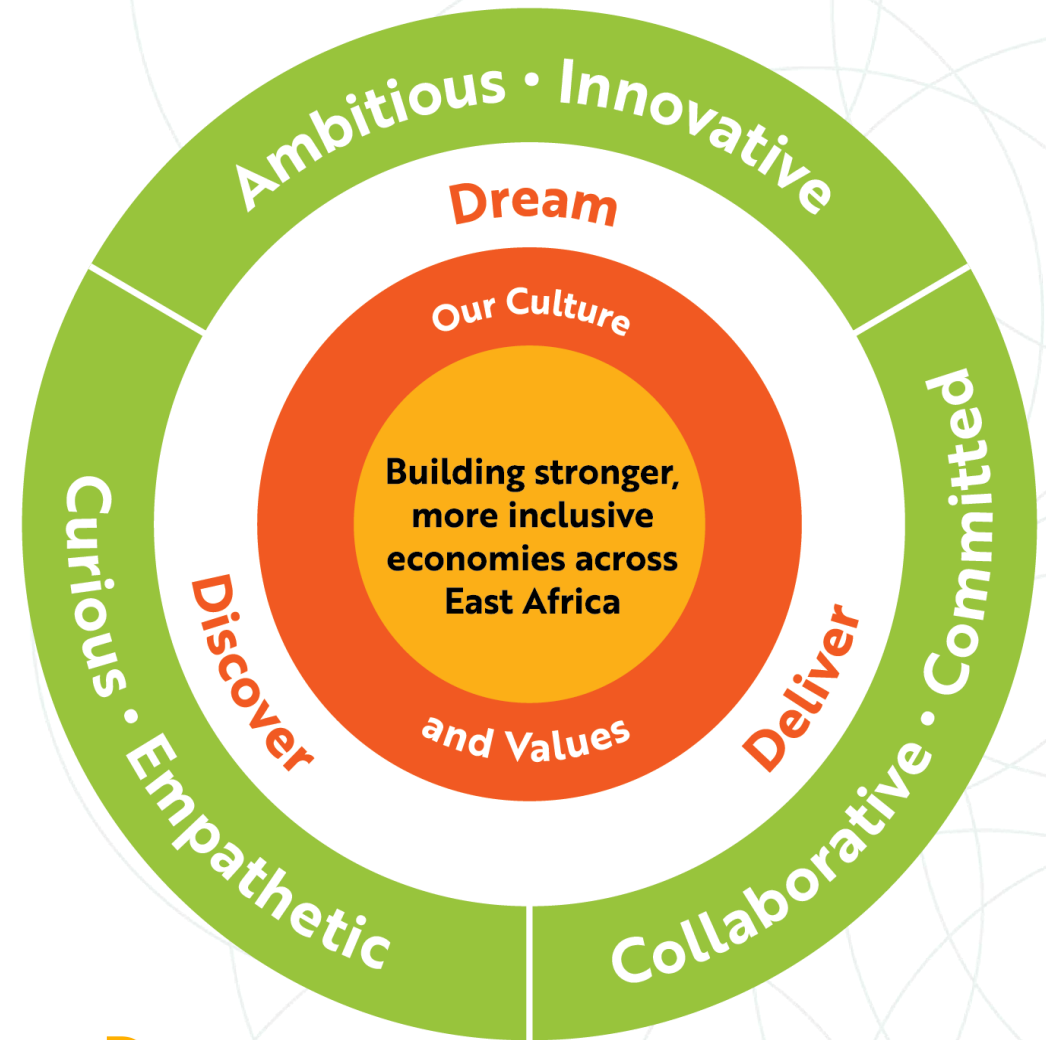 Ambitious • Innovative
Dream
Our Culture
Building stronger,
more inclusive
economies across
East Africa
and Values
Discover
Deliver
Curious • Empathetic
Collaborative • Committed